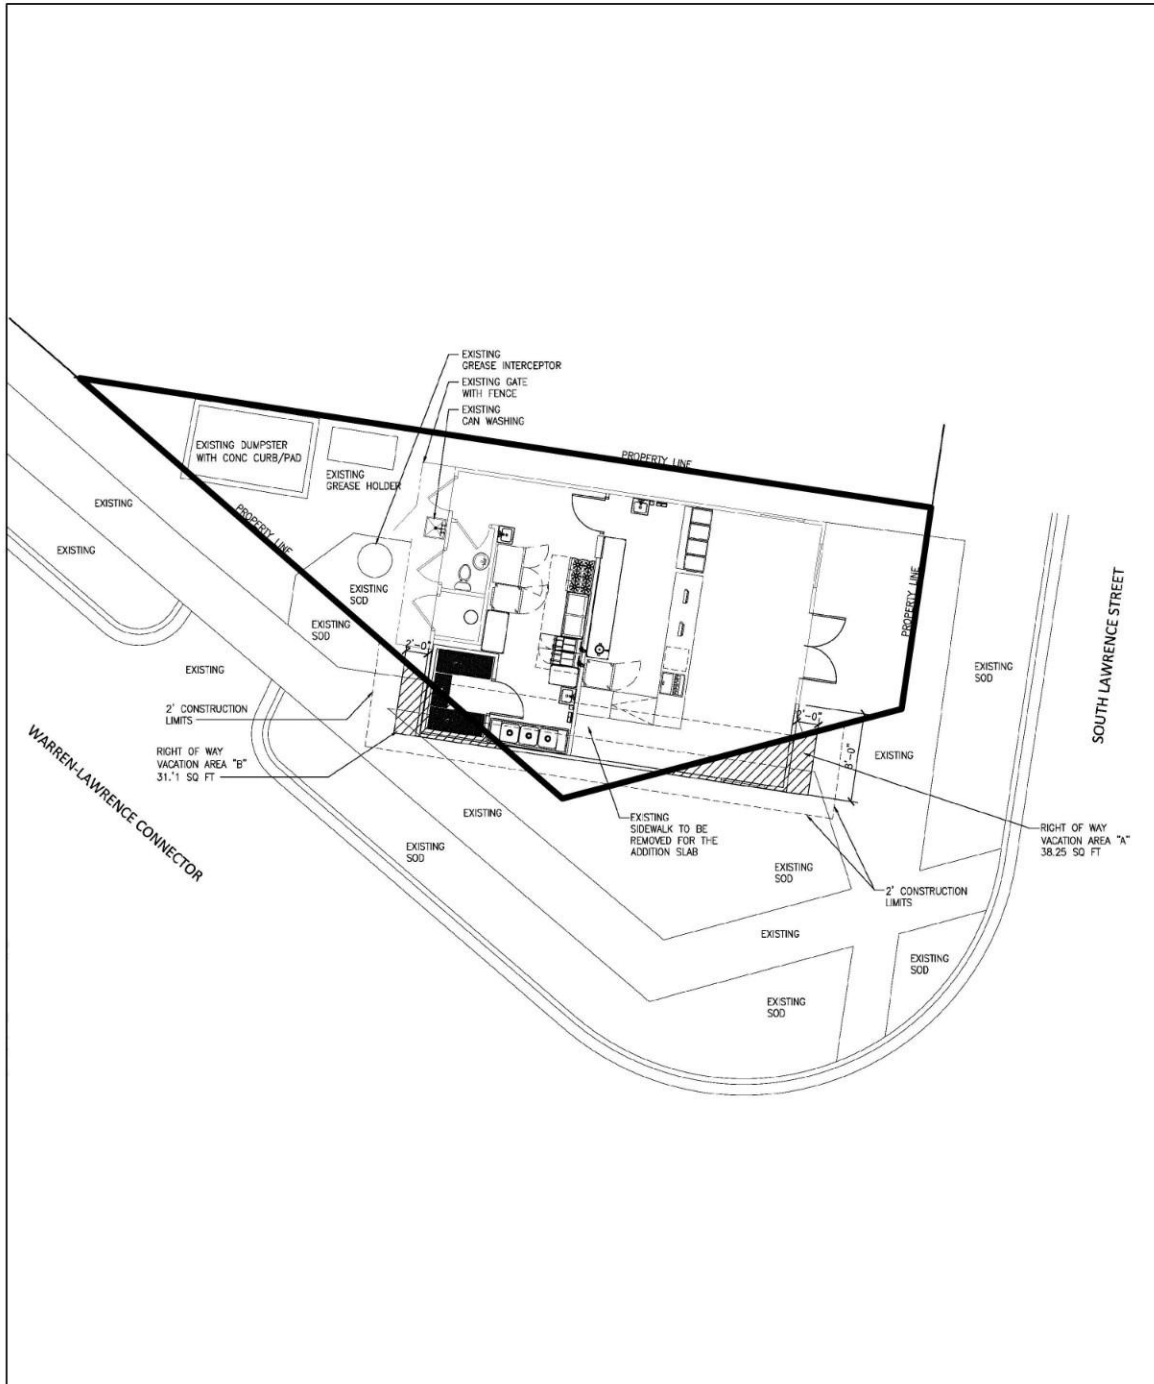 EXISTING
GREASE INTERCEPTOR
EXISTING GATE
WITH FENCE
EXISTING
CAN WASHING
EXISTING DUMPSTER
WITH CONC CURB/PAD
EXISTING
GREASE HOLDER
PROPERTY LINE
EXISTING
PROPERTY LINE
EXISTING
EXISTING
SOD
EXISTING
SOD
PROPERTY LINE
SOUTH LAWRENCE STREET
2'-0"
EXISTING
EXISTING
SOD
2' CONSTRUCTION
LIMITS
2'-0"
8'-0"
EXISTING
RIGHT OF WAY
VACATION AREA "B"
31.'1 SQ FT
WARREN-LAWRENCE CONNECTOR
EXISTING
EXISTING
SIDEWALK TO BE
REMOVED FOR THE
ADDITION SLAB
RIGHT OF WAY
VACATION AREA "A"
38.25 SQ FT
EXISTING
SOD
EXISTING
SOD
2' CONSTRUCTION
LIMITS
EXISTING
EXISTING
SOD
EXISTING
SOD